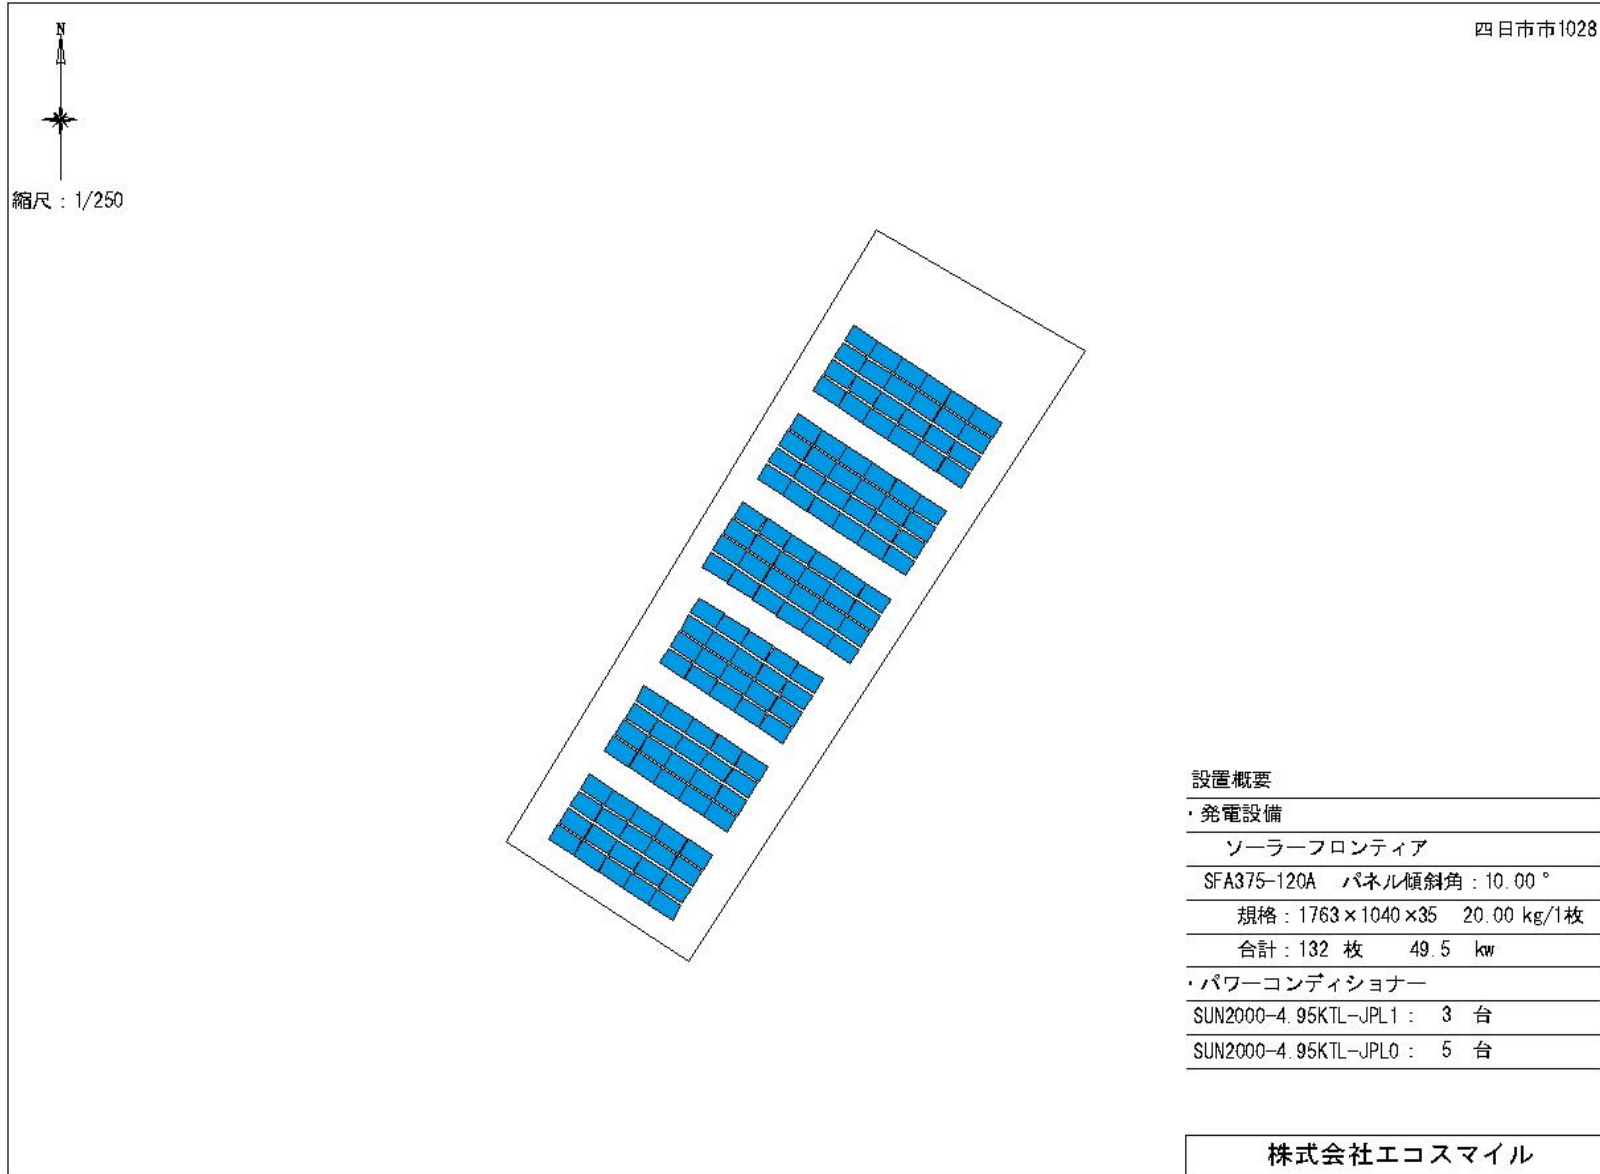 N
四日市市1028
縮尺：1/250
設置概要
・発電設備
ソーラーフロンティア
SFA375-120A パネル傾斜角：10.00°
規格：1763×1040×35 20.00 kg/1枚
合計：132 枚 49.5 kw
・パワーコンディショナー
SUN2000-4.95KTL-JPL1： 3 台
SUN2000-4.95KTL-JPL0： 5 台
株式会社エコスマイル